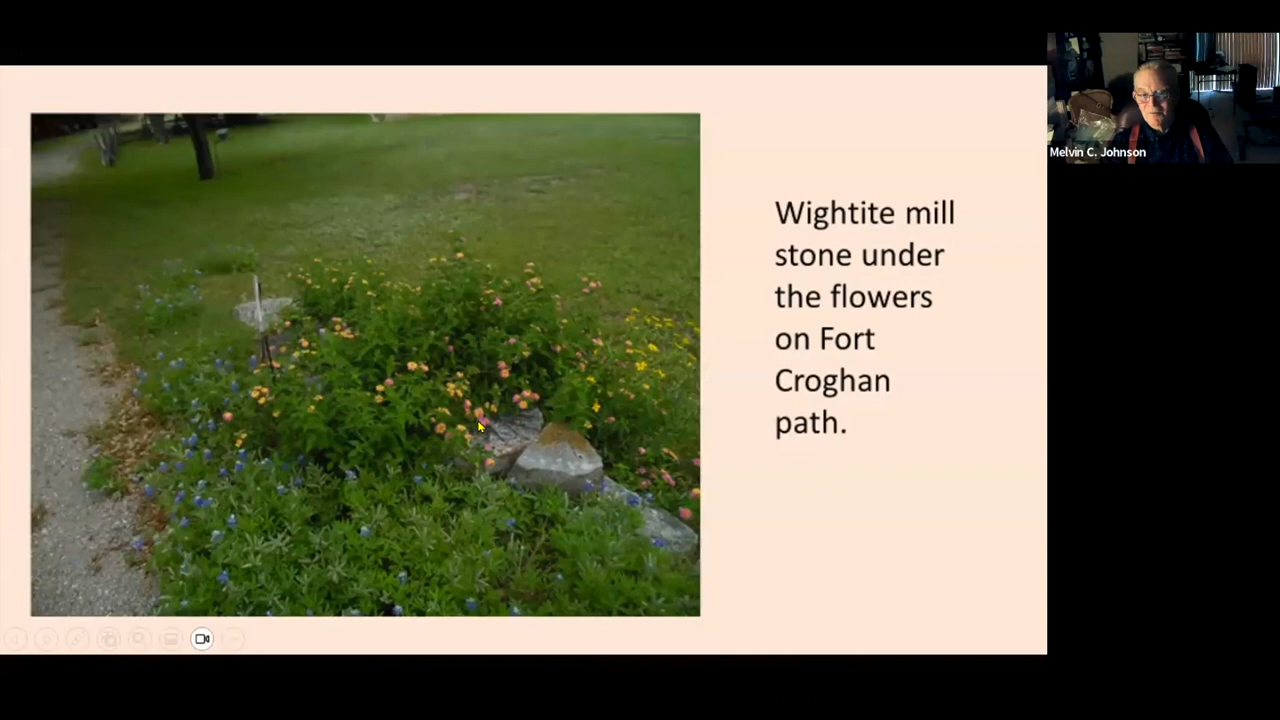 Wightite mill
stone under
the flowers
on Fort
Croghan
path.
Melvin C. Johnson